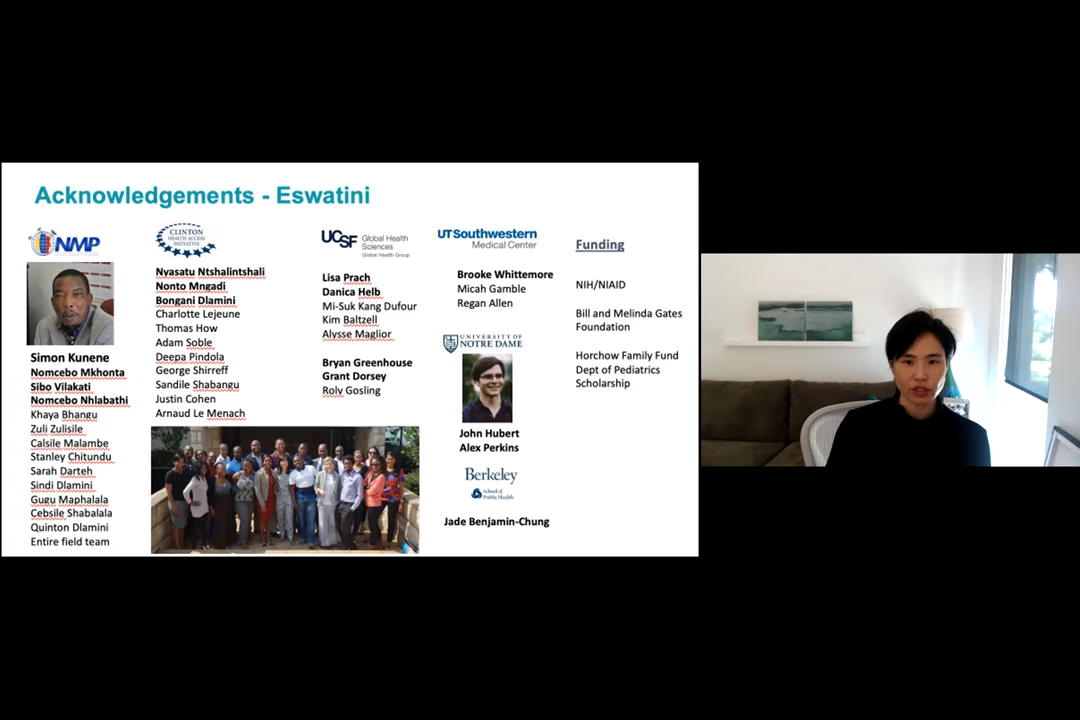 Acknowledgements - Eswatini
NMP
Simon Kunene
Nomcebo Mkhonta
Sibo Vilakati
Nomcebo Nhlabathi
Khaya Bhangu
Zuli Zulisile
Calsile Malambe
Stanley Chitundu
Sarah Darteh
Sindi Dlamini
Gugu Maphalala
Cebsile Shabalala
Quinton Dlamini
Entire field team
CLINTON
HEALTH ACCESS
INITIATIVE
Nyasatu Ntshalintshali
Nonto Mngadi
Bongani Dlamini
Charlotte Lejeune
Thomas How
Adam Soble
Deepa Pindola
George Shirreff
Sandile Shabangu
Justin Cohen
Arnaud Le Menach
UCSF
Global Health
Sciences
Global Health Group
Lisa Prach
Danica Helb
Mi-Suk Kang Dufour
Kim Baltzell
Alysse Maglior
Bryan Greenhouse
Grant Dorsey
Roly Gosling
UTSouthwestern
Medical Center
Brooke Whittemore
Micah Gamble
Regan Allen
UNIVERSITY OF
NOTRE DAME
John Hubert
Alex Perkins
Berkeley
School of
Public Health
Jade Benjamin-Chung
Funding
NIH/NIAID
Bill and Melinda Gates
Foundation
Horchow Family Fund
Dept of Pediatrics
Scholarship